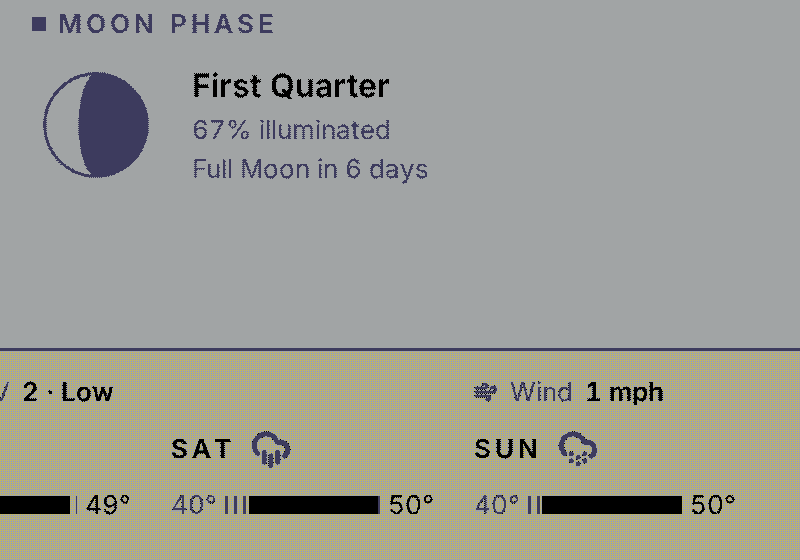 MOON PHASE
First Quarter
67% illuminated
Full Moon in 6 days
2 · Low
Wind 1 mph
SAT
SUN
49°
40° 50°
40° 50°